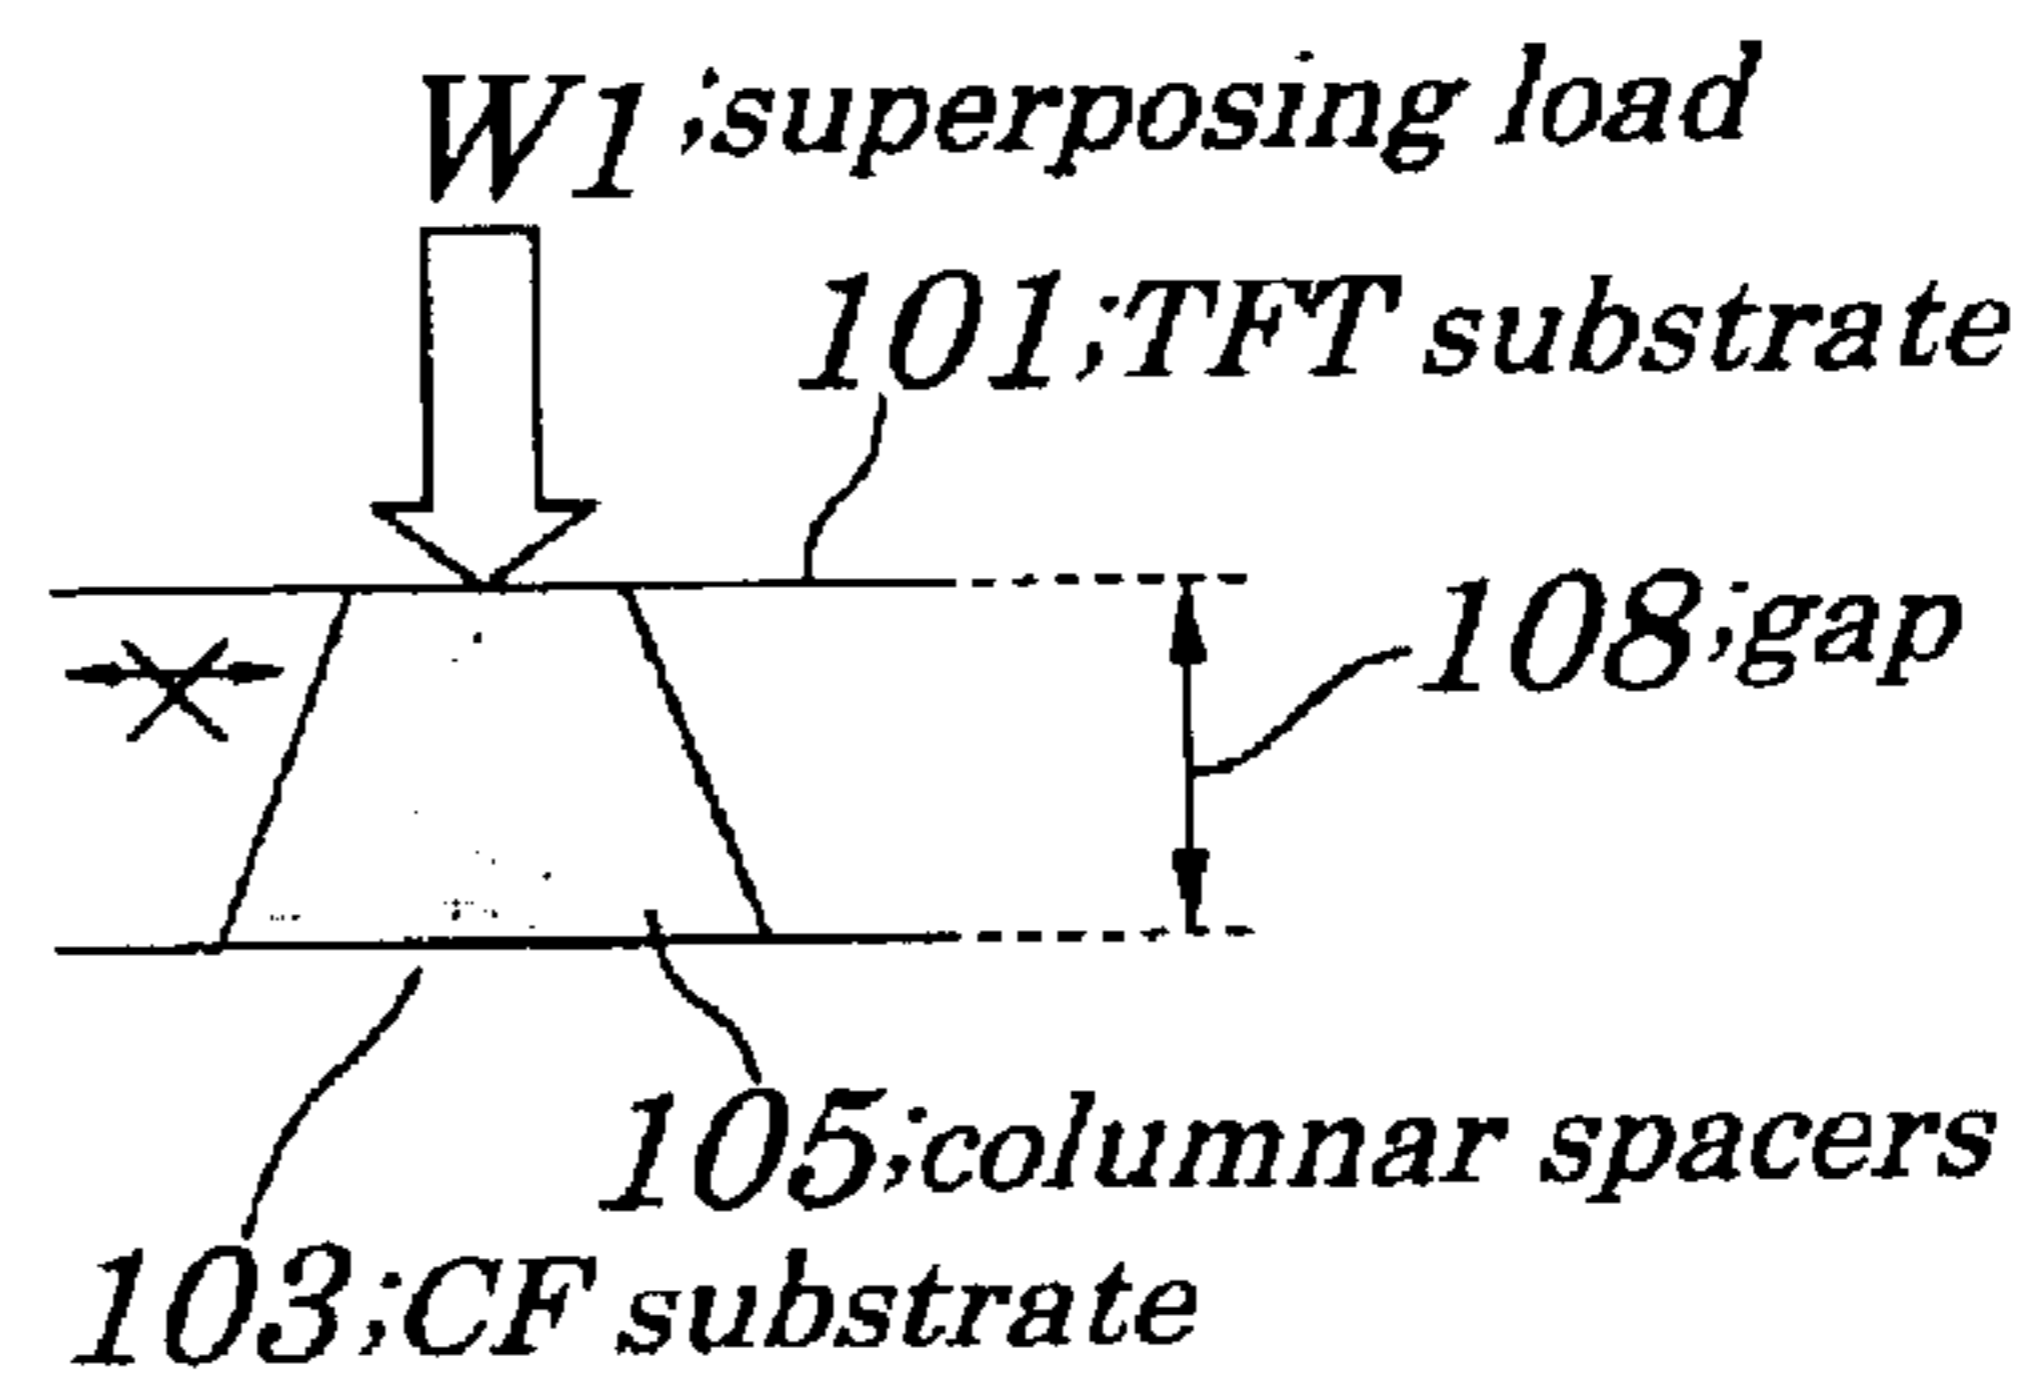 W1;superposing load
101;TFT substrate
108;gap
105;columnar spacers
103;CF substrate